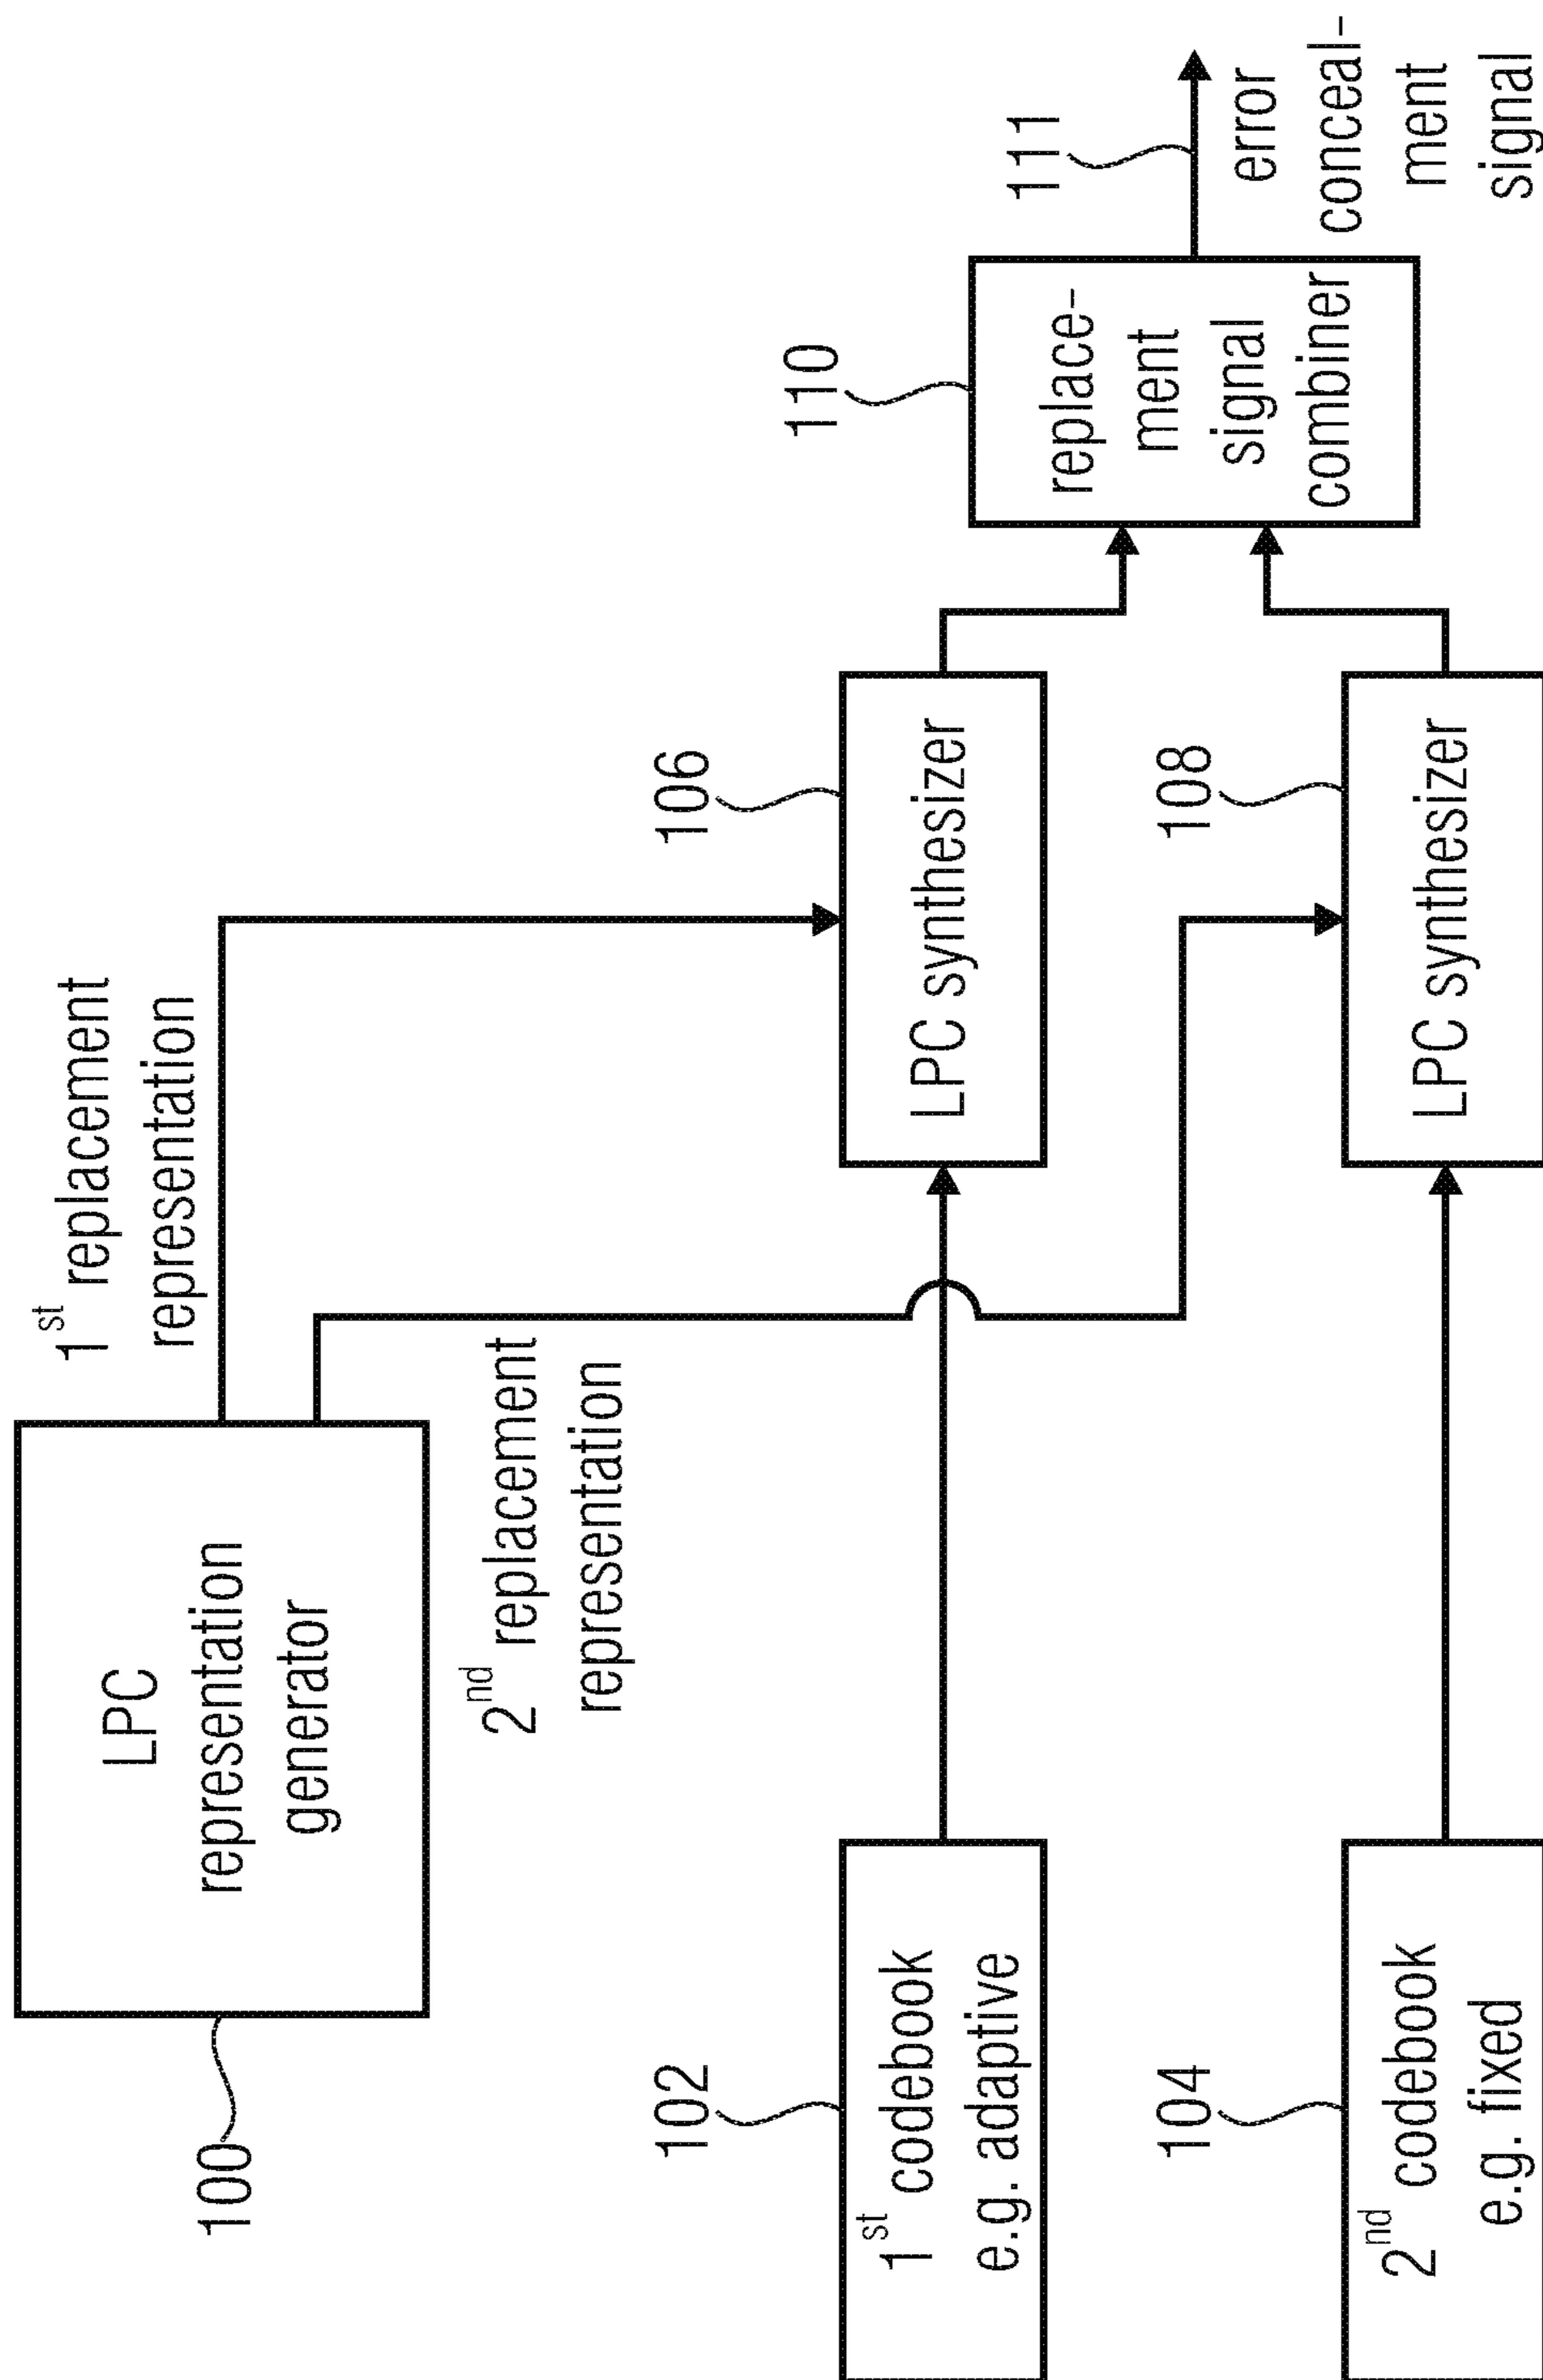 1st replacement
representation
LPC
representation
generator
100
2nd replacement
representation
102
1st codebook
e.g. adaptive
106
LPC synthesizer
110
replace-
ment
signal
combiner
111
error
conceal-
ment
signal
104
2nd codebook
e.g. fixed
108
LPC synthesizer